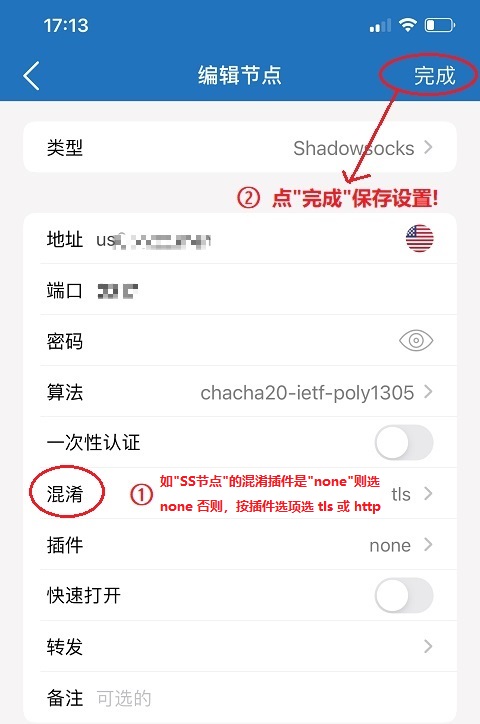 17:13
编辑节点
完成
类型
Shadowsocks
② 点"完成"保存设置!
地址 us
端口
密码
算法
chacha20-ietf-poly1305
一次性认证
混淆
① 如"SS节点"的混淆插件是"none"则选
none 否则，按插件选项选 tls 或 http
tls
插件
none
快速打开
转发
备注 可选的